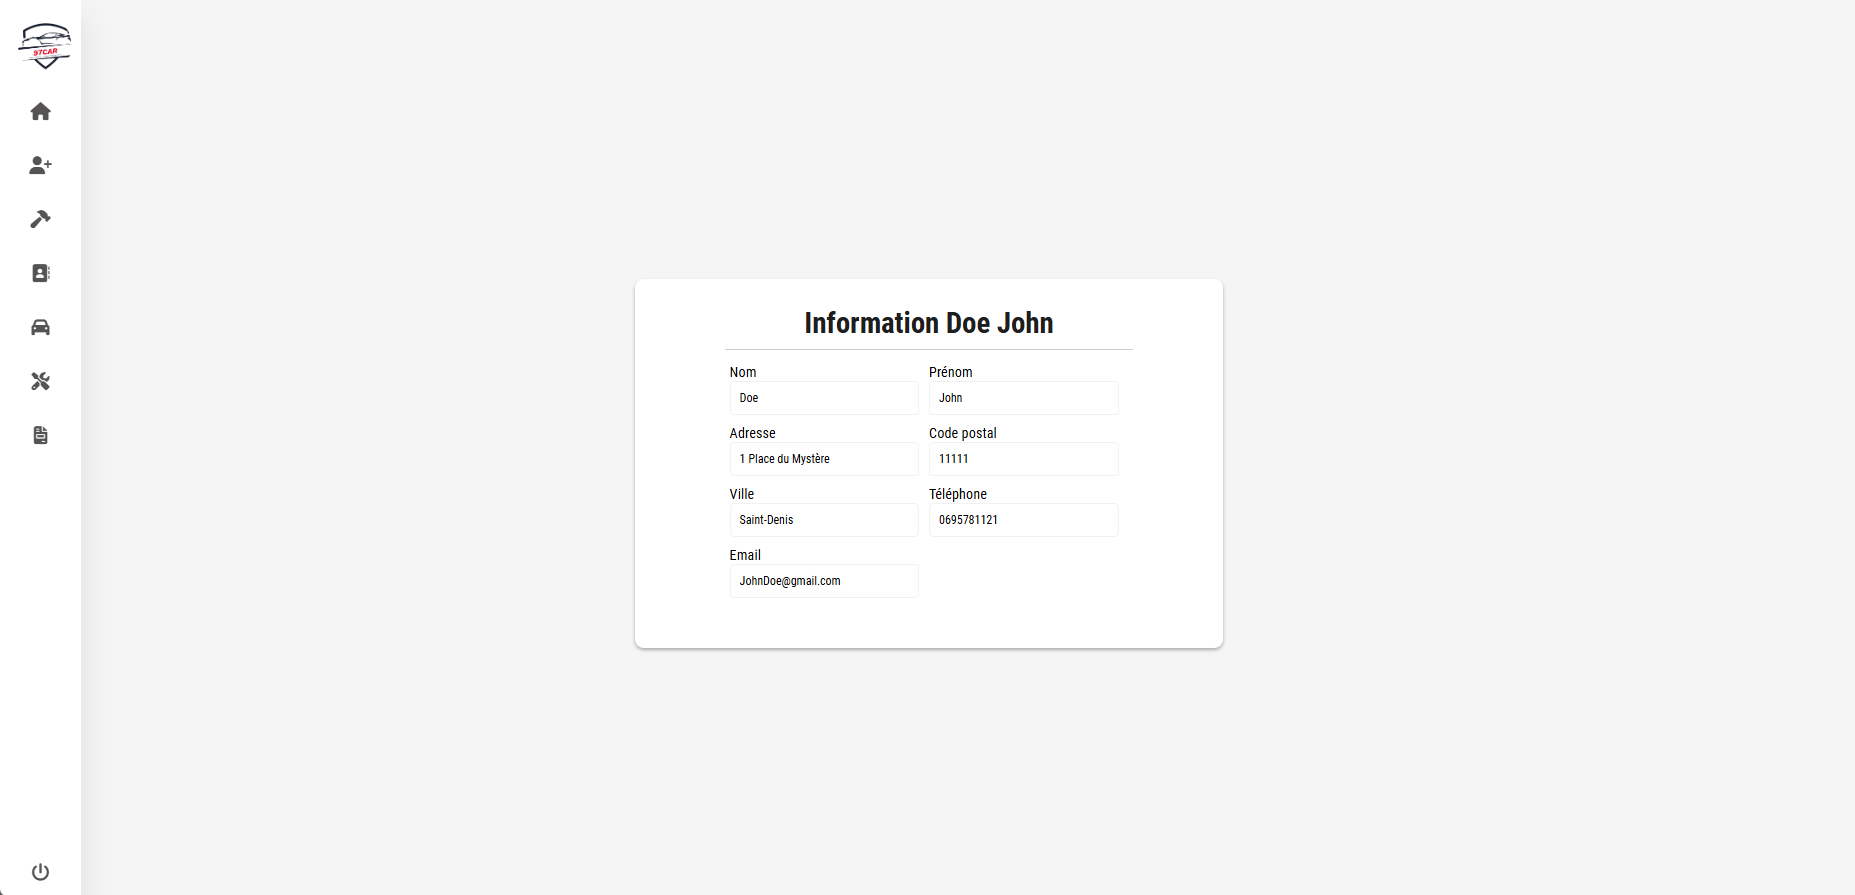 97CAR
Information Doe John
Nom
Prénom
Doe
John
Adresse
Code postal
1 Place du Mystère
11111
Ville
Téléphone
Saint-Denis
0695781121
Email
JohnDoe@gmail.com